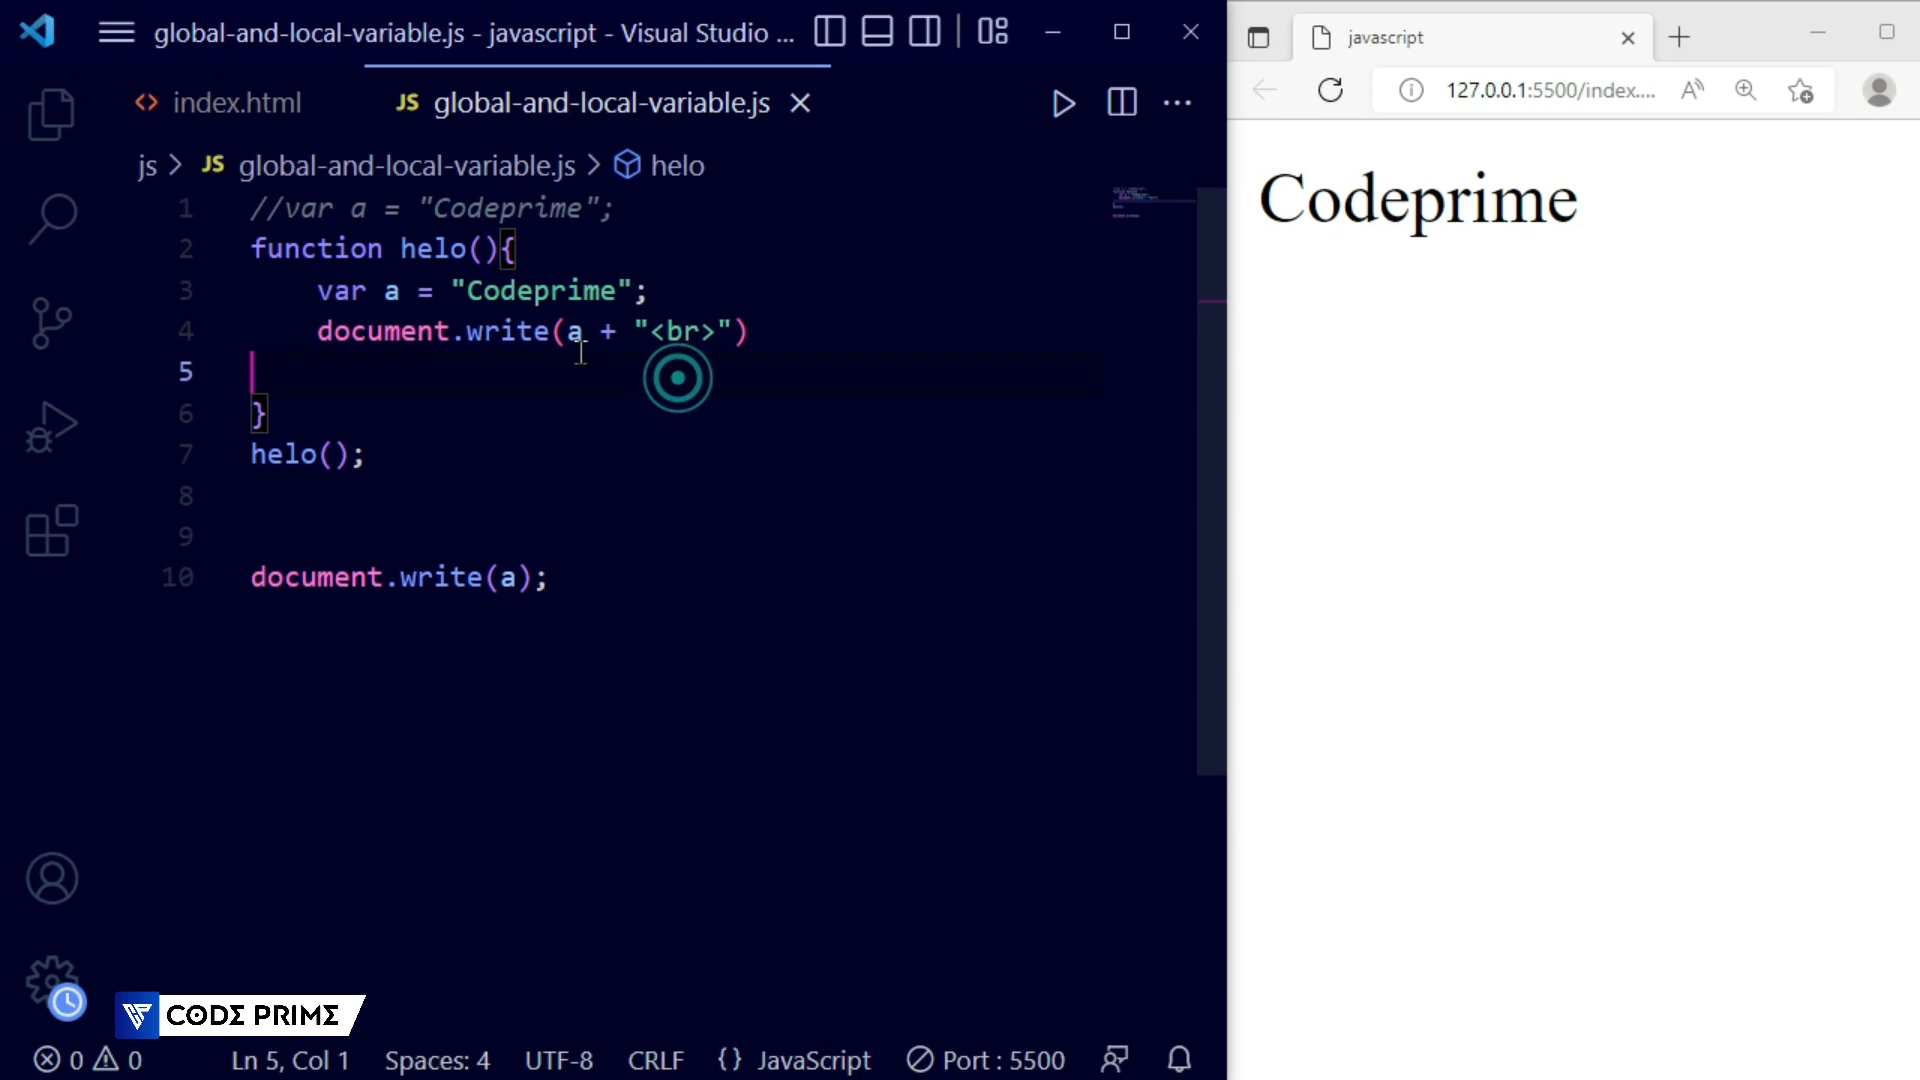 global-and-local-variable.js - javascript - Visual Studio ...
index.html
JS global-and-local-variable.js
js > JS global-and-local-variable.js > helo
1 //var a = "Codeprime";
2 function helo(){
3 var a = "Codeprime";
4 document.write(a + "<br>")
5
6 }
7 helo();
8
9
10 document.write(a);
CODΣ PRIMΣ
0 0 Ln 5, Col 1 Spaces: 4 UTF-8 CRLF {} JavaScript Port : 5500
javascript
127.0.0.1:5500/index....
Codeprime